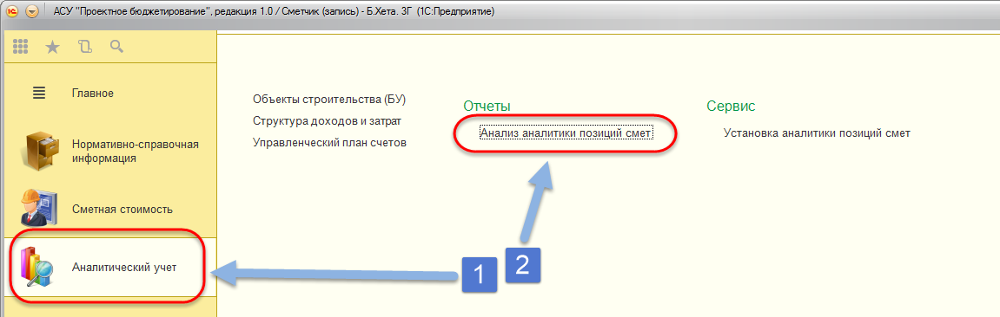 АСУ "Проектное бюджетирование", редакция 1.0 / Сметчик (запись) - Б.Хета. ЗГ (1С:Предприятие)
Главное
Нормативно-справочная
информация
Сметная стоимость
Аналитический учет
Объекты строительства (БУ)
Структура доходов и затрат
Управленческий план счетов
Отчеты
Анализ аналитики позиций смет
Сервис
Установка аналитики позиций смет
1
2